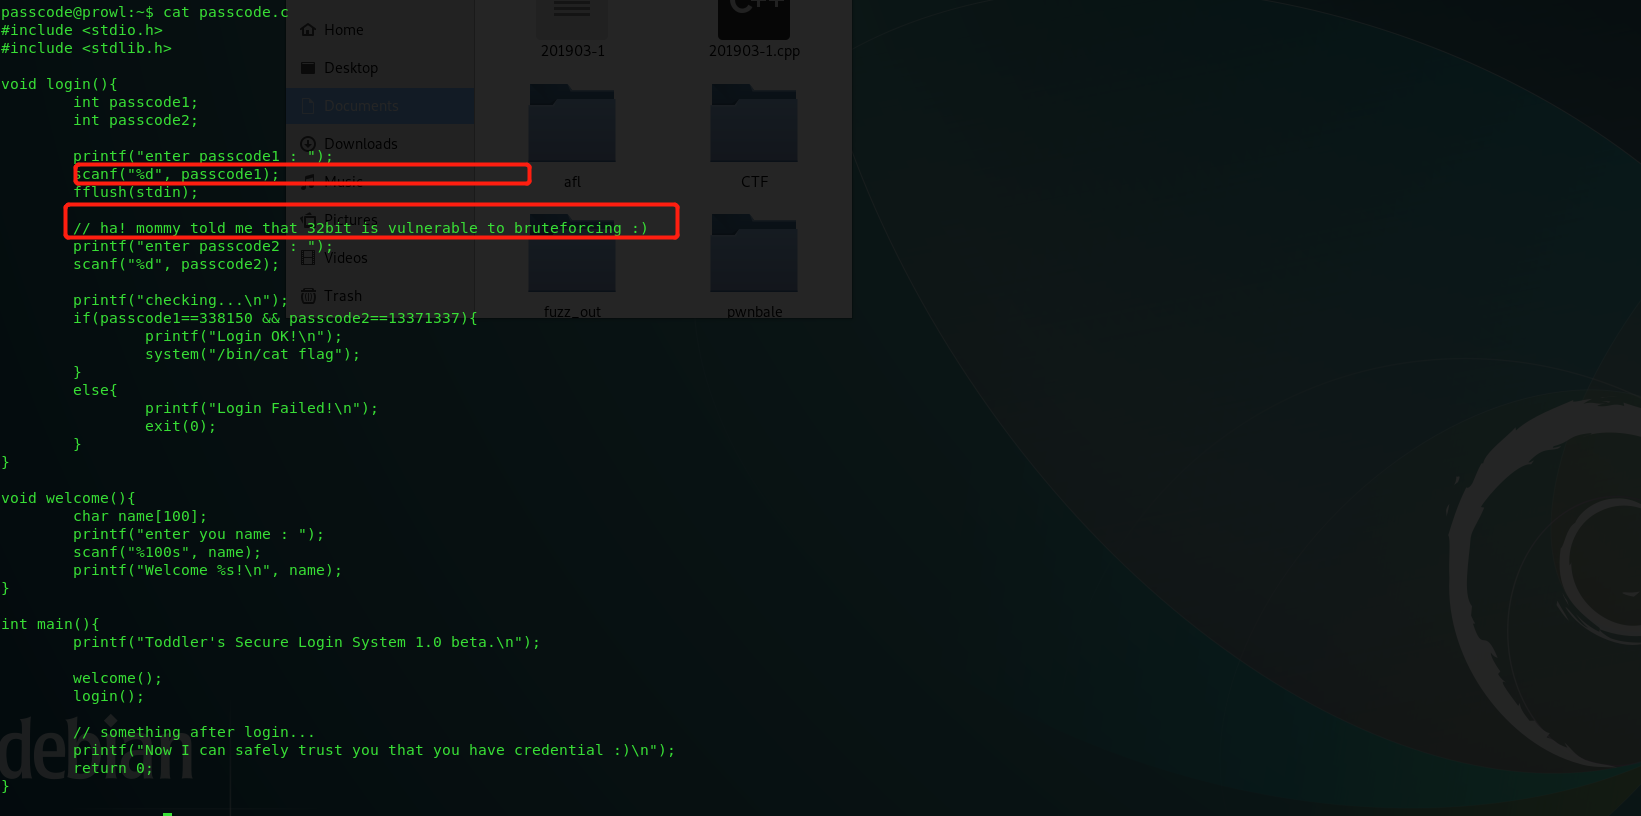 passcode@prowl:~$ cat passcode.c
#include <stdio.h>
#include <stdlib.h>
void login(){
int passcode1;
int passcode2;
printf("enter passcode1 : ");
scanf("%d", passcode1);
fflush(stdin);
// ha! mommy told me that 32bit is vulnerable to bruteforcing :)
printf("enter passcode2 : ");
scanf("%d", passcode2);
printf("checking...\n");
if(passcode1==338150 && passcode2==13371337){
printf("Login OK!\n");
system("/bin/cat flag");
}
else{
printf("Login Failed!\n");
exit(0);
}
}
void welcome(){
char name[100];
printf("enter you name : ");
scanf("%100s", name);
printf("Welcome %s!\n", name);
}
int main(){
printf("Toddler's Secure Login System 1.0 beta.\n");
welcome();
login();
// something after login...
printf("Now I can safely trust you that you have credential :)\n");
return 0;
}
Home
Desktop
Documents
Downloads
Music
Pictures
Videos
Trash
C++
201903-1
201903-1.cpp
afl
CTF
fuzz_out
pwnbale
debian